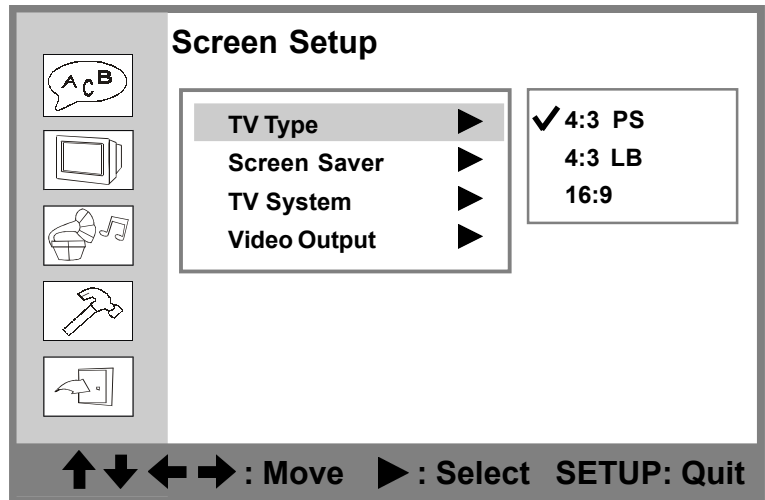 Screen Setup
A C B
TV Type
Screen Saver
TV System
Video Output
4:3 PS
4:3 LB
16:9
: Move : Select SETUP: Quit